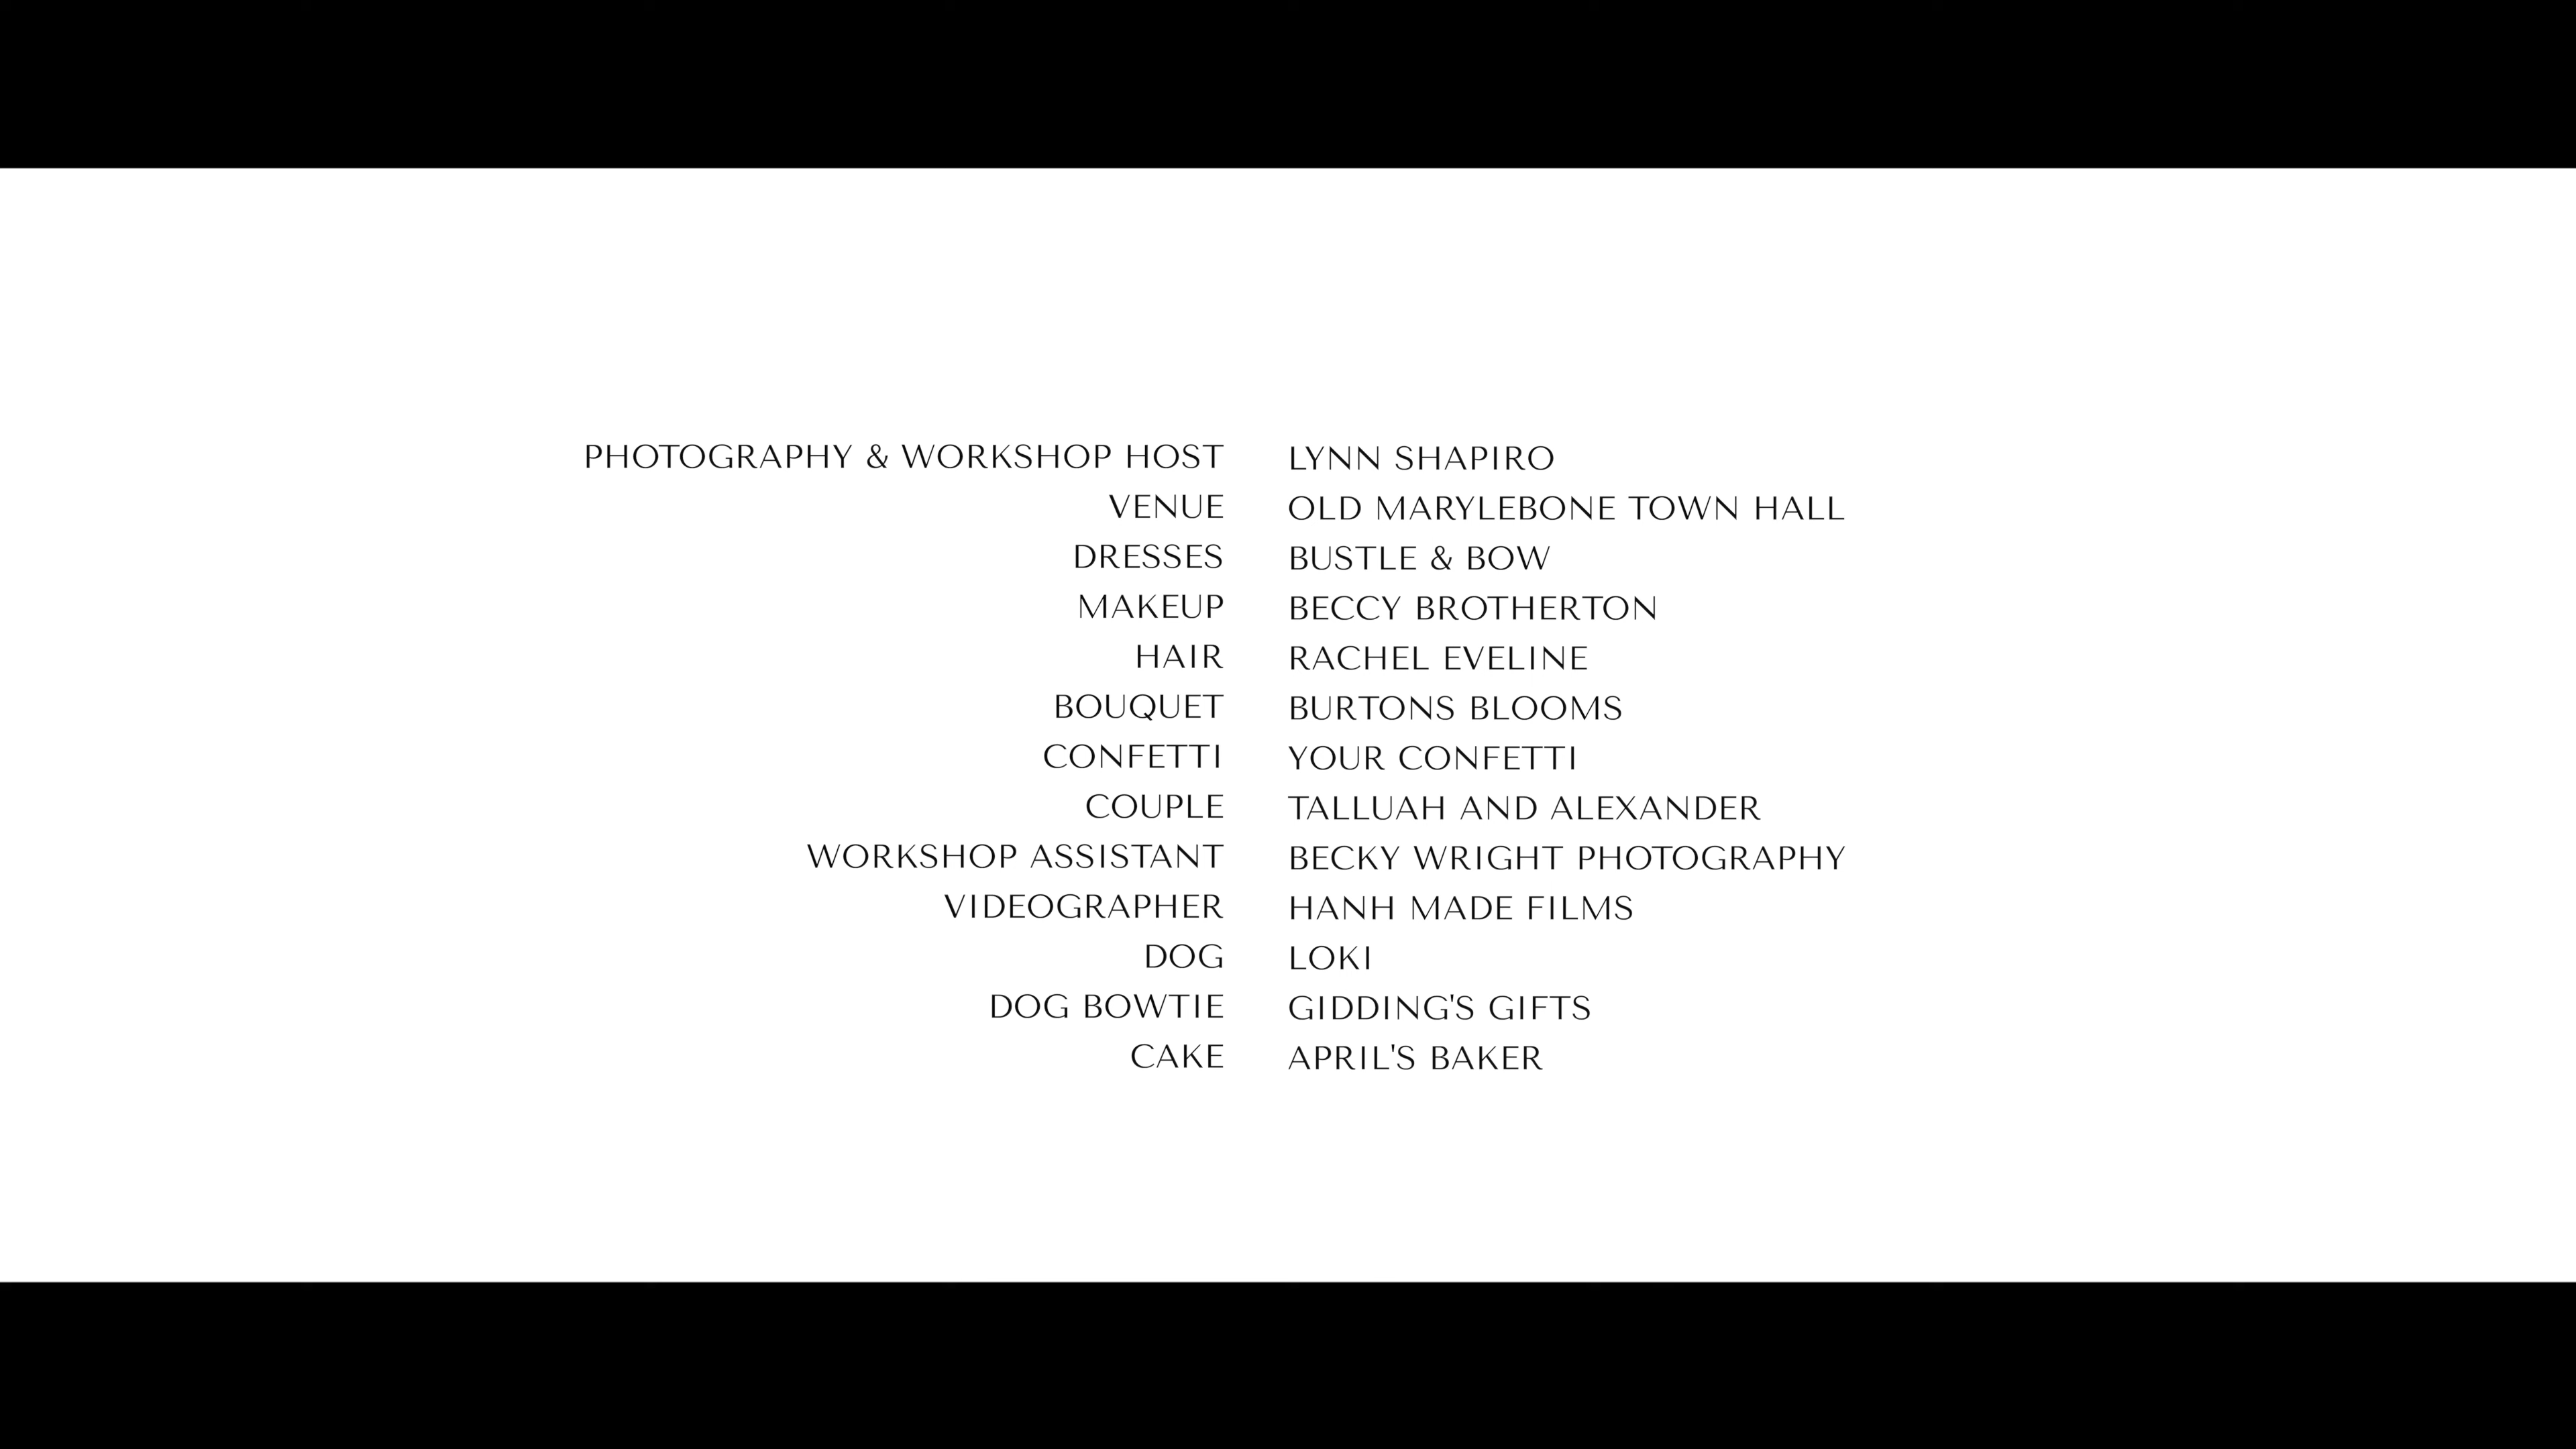 PHOTOGRAPHY & WORKSHOP HOST LYNN SHAPIRO
VENUE OLD MARYLEBONE TOWN HALL
DRESSES BUSTLE & BOW
MAKEUP BECCY BROTHERTON
HAIR RACHEL EVELINE
BOUQUET BURTONS BLOOMS
CONFETTI YOUR CONFETTI
COUPLE TALLUAH AND ALEXANDER
WORKSHOP ASSISTANT BECKY WRIGHT PHOTOGRAPHY
VIDEOGRAPHER HANH MADE FILMS
DOG LOKI
DOG BOWTIE GIDDING'S GIFTS
CAKE APRIL'S BAKER